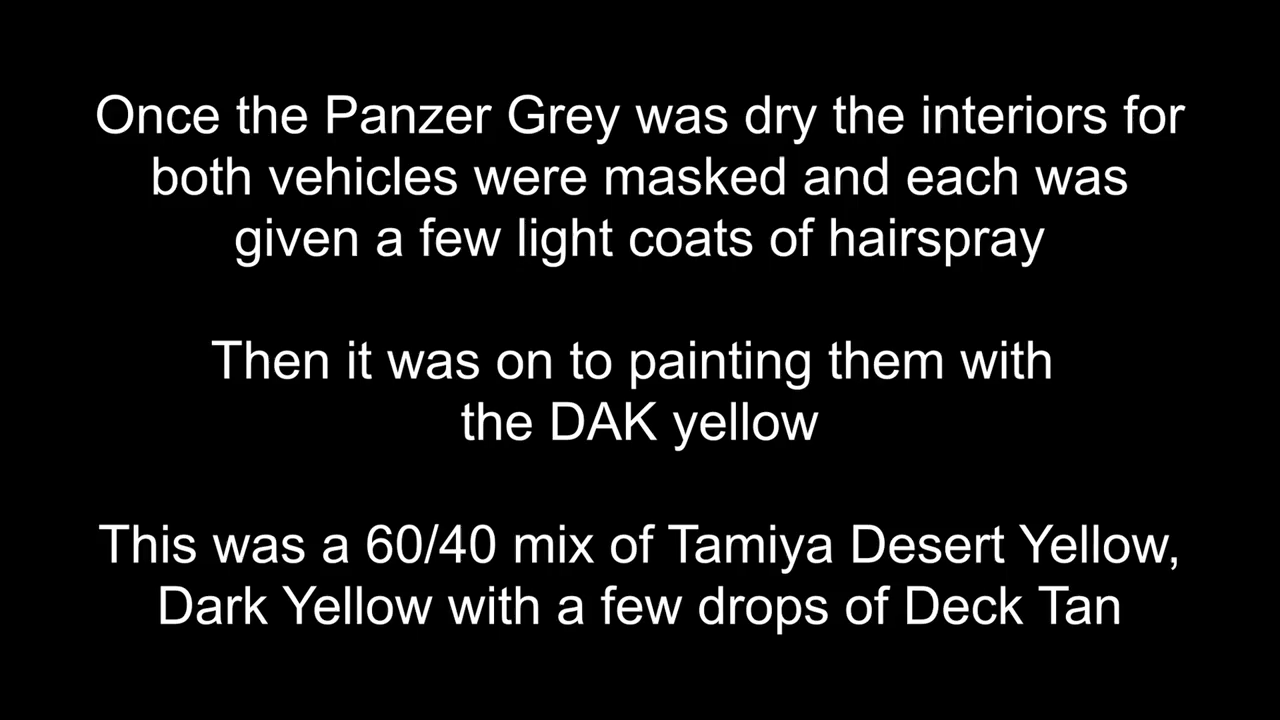 Once the Panzer Grey was dry the interiors for
both vehicles were masked and each was
given a few light coats of hairspray
Then it was on to painting them with
the DAK yellow
This was a 60/40 mix of Tamiya Desert Yellow,
Dark Yellow with a few drops of Deck Tan